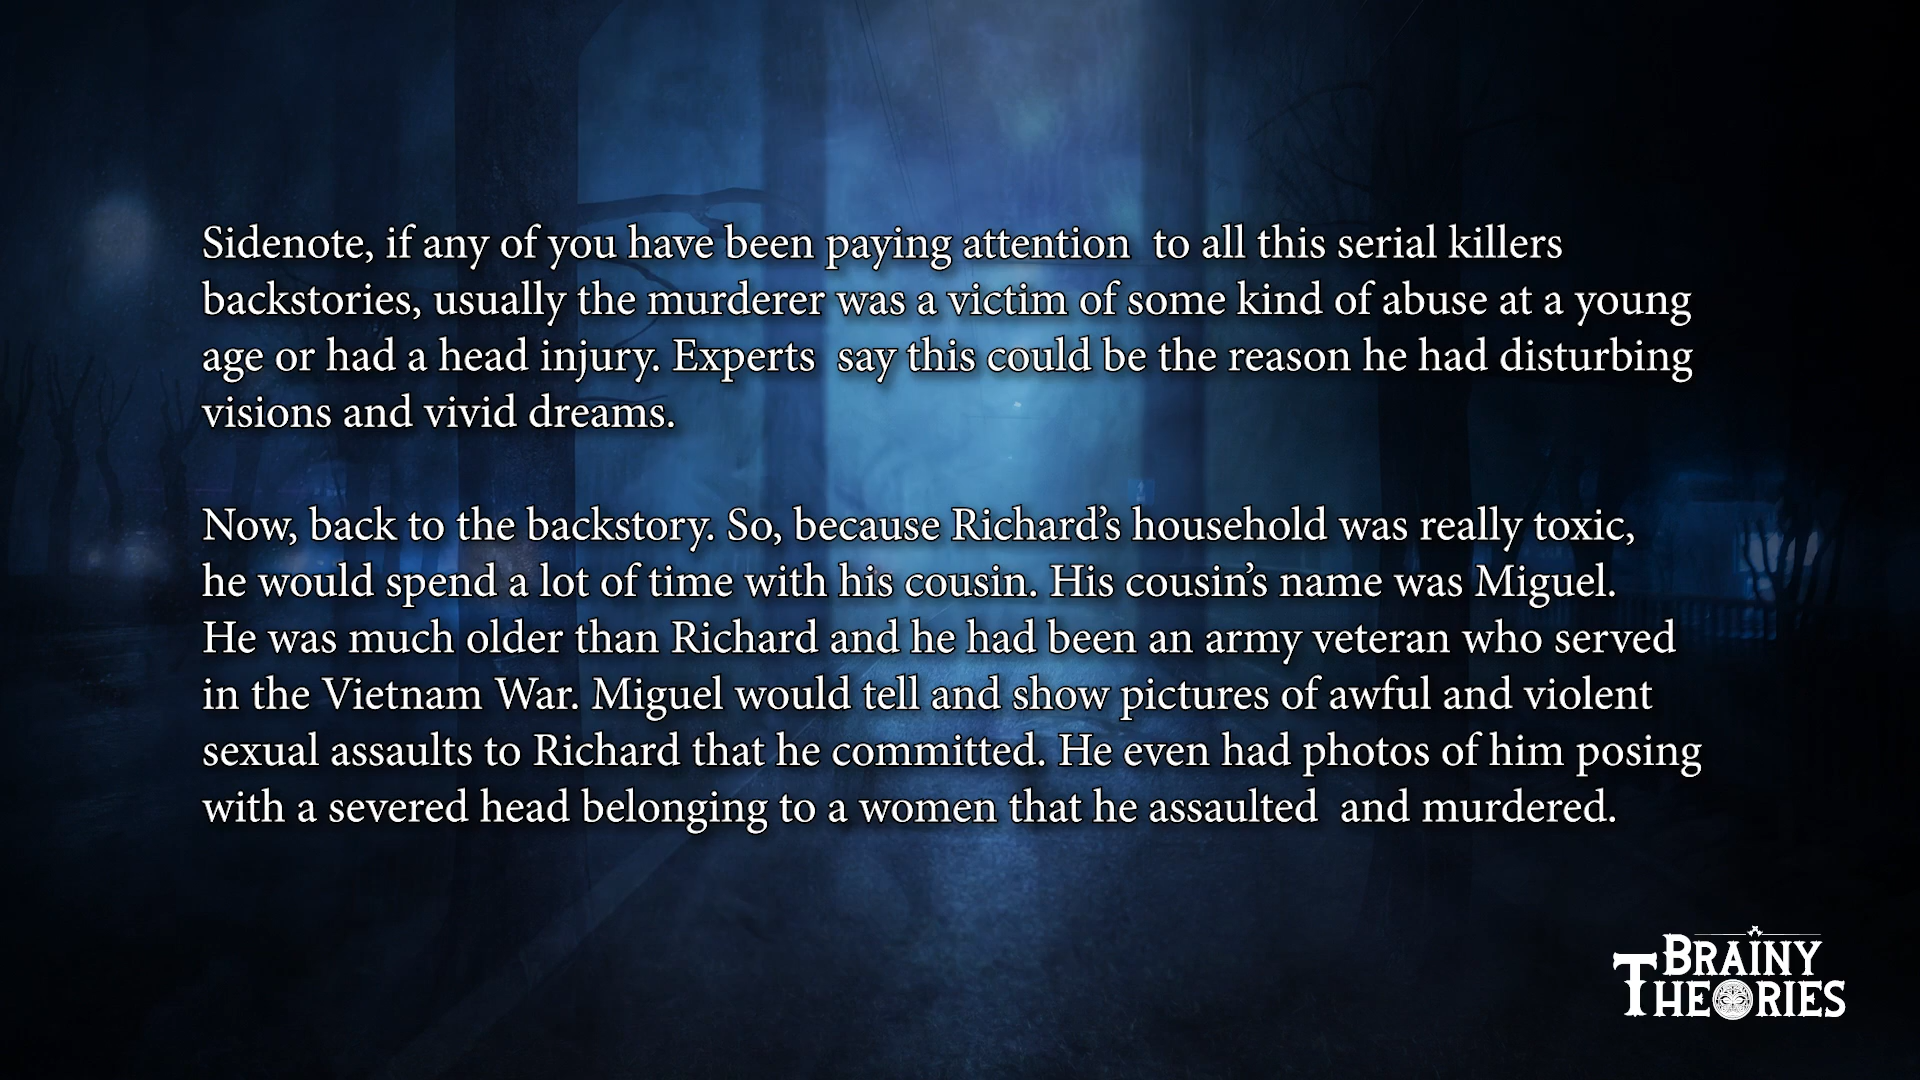 Sidenote, if any of you have been paying attention  to all this serial killers
backstories, usually the murderer was a victim of some kind of abuse at a young
age or had a head injury. Experts  say this could be the reason he had disturbing
visions and vivid dreams.
Now, back to the backstory. So, because Richard’s household was really toxic,
he would spend a lot of time with his cousin. His cousin’s name was Miguel.
He was much older than Richard and he had been an army veteran who served
in the Vietnam War. Miguel would tell and show pictures of awful and violent
sexual assaults to Richard that he committed. He even had photos of him posing
with a severed head belonging to a women that he assaulted  and murdered.
BRAINY
THEORIES